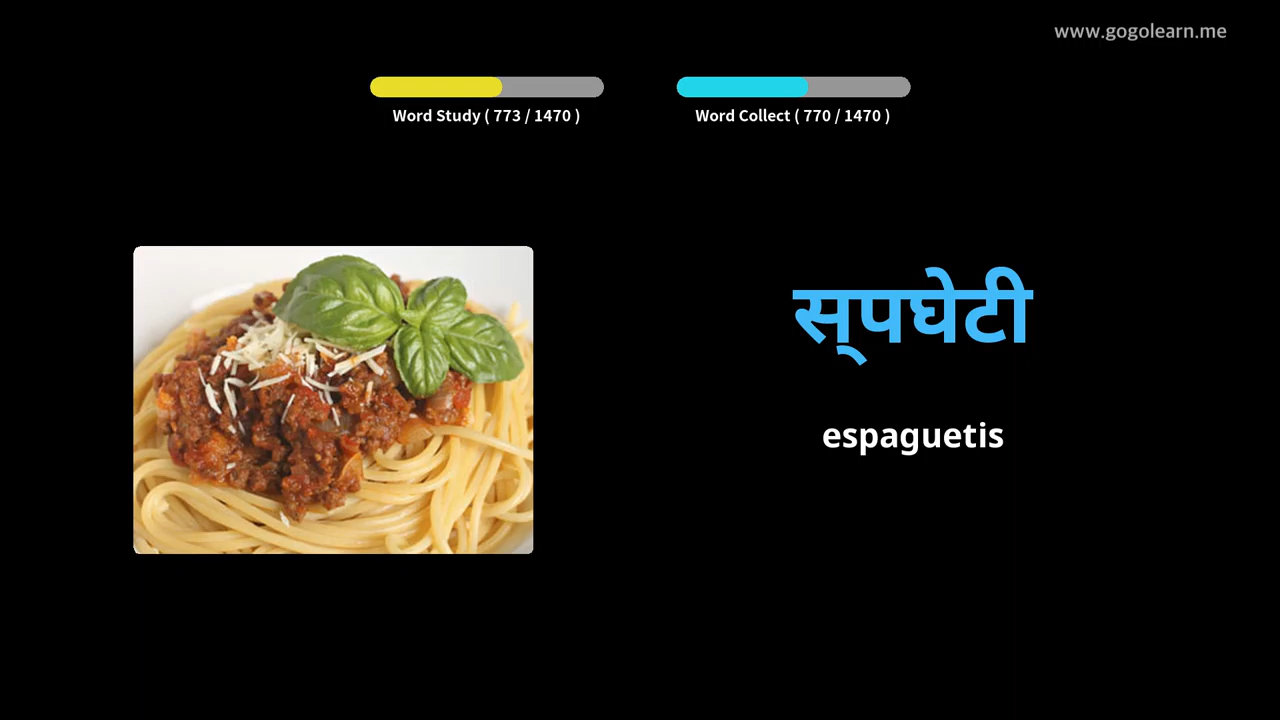 www.gogolearn.me
Word Study ( 773 / 1470 )
Word Collect ( 770 / 1470 )
स्‌पघेटी
espaguetis